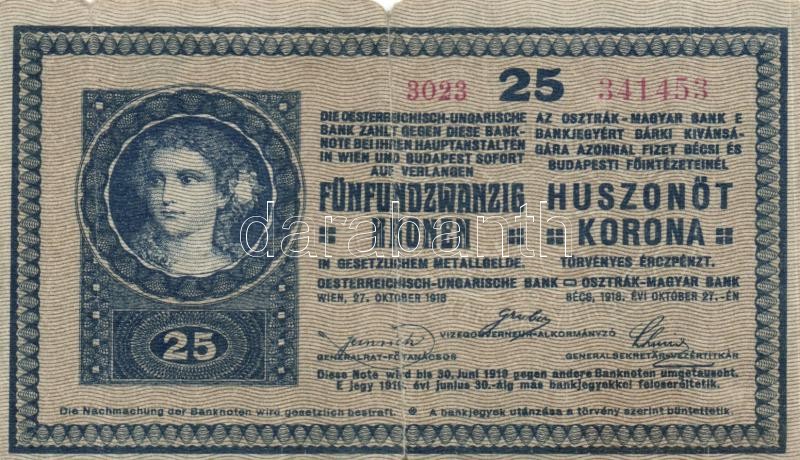 3023 25 341453
DIE OESTERREICHISCH-UNGARISCHE
BANK ZAHLT GEGEN DIESE BANK-
NOTE BEI IHREN HAUPTANSTALTEN
IN WIEN UND BUDAPEST SOFORT
AUF VERLANGEN
FÜNFUNDZWANZIG
KRONEN
IN GESETZLICHEM METALLGELDE.
AZ OSZTRÁK-MAGYAR BANK E
BANKJEGYÉRT BÁRKI KIVÁNSÁ-
GÁRA AZONNAL FIZET BÉCSI ÉS
BUDAPESTI FŐINTÉZETEINÉL
HUSZONÖT
KORONA
TÖRVÉNYES ÉRCZPÉNZT.
darabanth
OESTERREICHISCH-UNGARISCHE BANK OSZTRÁK-MAGYAR BANK
WIEN, 27. OKTOBER 1918 BÉCS, 1918. ÉVI OKTÓBER 27.-ÉN
VIZEGOUVERNEUR-ALKORMÁNYZÓ
GENERALRAT-FŐTANÁCSOS GENERALSEKRETÄR-VEZÉRTITKÁR
Diese Note wird bis 30. Juni 1919 gegen andere Banknoten umgetauscht.
E jegy 1919. évi junius 30.-áig más bankjegyekkel felcseréltetik.
25
Die Nachmachung der Banknoten wird gesetzlich bestraft. A bankjegyek utánzása a törvény szerint büntettetik.